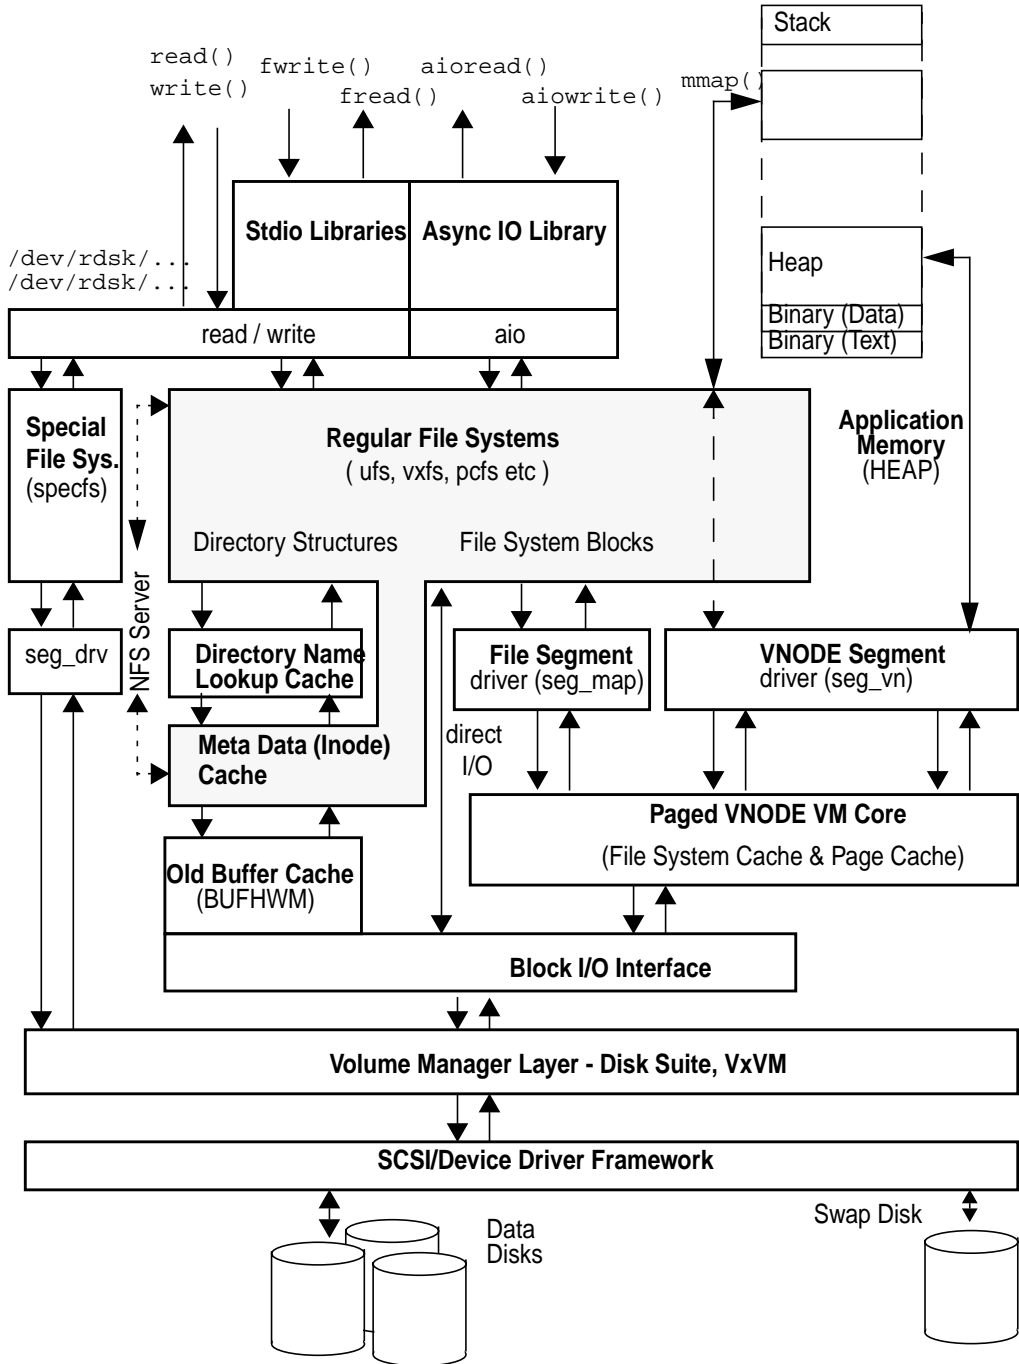 Stack
read()
write()
fwrite()
fread()
aioread()
aiowrite()
mmap()
Stdio Libraries
Async IO Library
/dev/rdsk/...
/dev/rdsk/...
Heap
Binary (Data)
Binary (Text)
read / write
aio
Special
File Sys.
(specfs)
Regular File Systems
( ufs, vxfs, pcfs etc )
Application
Memory
(HEAP)
Directory Structures
File System Blocks
NFS Server
seg_drv
Directory Name
Lookup Cache
File Segment
driver (seg_map)
VNODE Segment
driver (seg_vn)
Meta Data (Inode)
Cache
direct
I/O
Paged VNODE VM Core
(File System Cache & Page Cache)
Old Buffer Cache
(BUFHWM)
Block I/O Interface
Volume Manager Layer - Disk Suite, VxVM
SCSI/Device Driver Framework
Data
Disks
Swap Disk